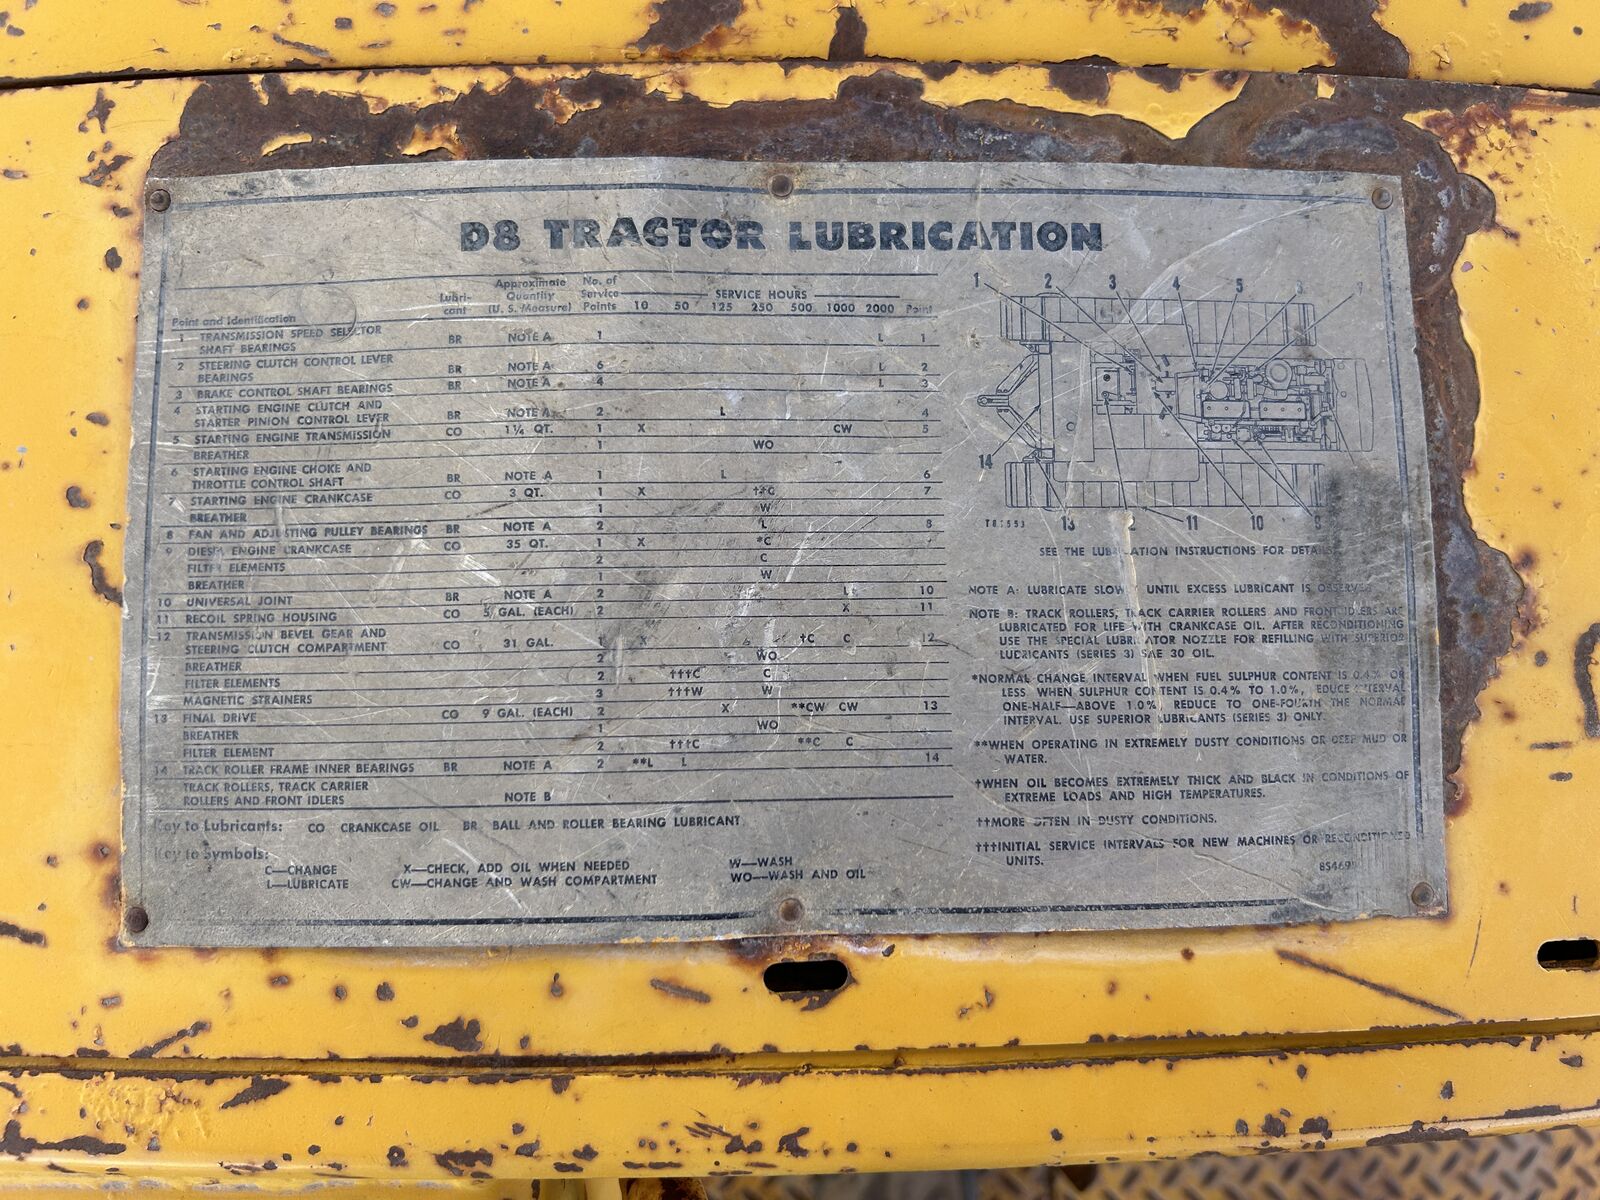 D8 TRACTOR LUBRICATION
Point and Identification Lubri-cant Approximate Quantity (U. S. Measure) No. of Service Points SERVICE HOURS 10 50 125 250 500 1000 2000 Point
1 TRANSMISSION SPEED SELECTOR
SHAFT BEARINGS BR NOTE A 1 L 1
2 STEERING CLUTCH CONTROL LEVER
BEARINGS BR NOTE A 6 L 2
3 BRAKE CONTROL SHAFT BEARINGS BR NOTE A 4 L 3
4 STARTING ENGINE CLUTCH AND
STARTER PINION CONTROL LEVER BR NOTE A 2 L 4
5 STARTING ENGINE TRANSMISSION CO 1¼ QT. 1 X CW 5
BREATHER 1 WO
6 STARTING ENGINE CHOKE AND
THROTTLE CONTROL SHAFT BR NOTE A 1 L 6
7 STARTING ENGINE CRANKCASE CO 3 QT. 1 X ††C 7
BREATHER 1 W
8 FAN AND ADJUSTING PULLEY BEARINGS BR NOTE A 2 L 8
9 DIESEL ENGINE CRANKCASE CO 35 QT. 1 X *C
FILTER ELEMENTS 2 C
BREATHER 1 W
10 UNIVERSAL JOINT BR NOTE A 2 L 10
11 RECOIL SPRING HOUSING CO 5 GAL. (EACH) 2 X 11
12 TRANSMISSION BEVEL GEAR AND
STEERING CLUTCH COMPARTMENT CO 31 GAL. 1 X †C C 12
BREATHER 2 WO
FILTER ELEMENTS 2 †††C C
MAGNETIC STRAINERS 3 †††W W
13 FINAL DRIVE CO 9 GAL. (EACH) 2 X **CW CW 13
BREATHER 1 WO
FILTER ELEMENT 2 †††C **C C
14 TRACK ROLLER FRAME INNER BEARINGS BR NOTE A 2 **L L 14
TRACK ROLLERS, TRACK CARRIER
ROLLERS AND FRONT IDLERS NOTE B
Key to Lubricants: CO CRANKCASE OIL BR BALL AND ROLLER BEARING LUBRICANT
Key to Symbols:
C—CHANGE X—CHECK, ADD OIL WHEN NEEDED W—WASH
L—LUBRICATE CW—CHANGE AND WASH COMPARTMENT WO—WASH AND OIL
1 2 3 4 5 6 7
14
T81553 13 12 11 10 9 8
SEE THE LUBRICATION INSTRUCTIONS FOR DETAILS
NOTE A: LUBRICATE SLOWLY UNTIL EXCESS LUBRICANT IS OBSERVED
NOTE B: TRACK ROLLERS, TRACK CARRIER ROLLERS AND FRONT IDLERS ARE
LUBRICATED FOR LIFE WITH CRANKCASE OIL. AFTER RECONDITIONING
USE THE SPECIAL LUBRICATOR NOZZLE FOR REFILLING WITH SUPERIOR
LUBRICANTS (SERIES 3) SAE 30 OIL.
*NORMAL CHANGE INTERVAL WHEN FUEL SULPHUR CONTENT IS 0.4% OR
LESS WHEN SULPHUR CONTENT IS 0.4% TO 1.0%, REDUCE INTERVAL
ONE-HALF—ABOVE 1.0% REDUCE TO ONE-FOURTH THE NORMAL
INTERVAL. USE SUPERIOR LUBRICANTS (SERIES 3) ONLY.
**WHEN OPERATING IN EXTREMELY DUSTY CONDITIONS OR DEEP MUD OR
WATER.
†WHEN OIL BECOMES EXTREMELY THICK AND BLACK IN CONDITIONS OF
EXTREME LOADS AND HIGH TEMPERATURES.
††MORE OFTEN IN DUSTY CONDITIONS.
†††INITIAL SERVICE INTERVALS FOR NEW MACHINES OR RECONDITIONED
UNITS.